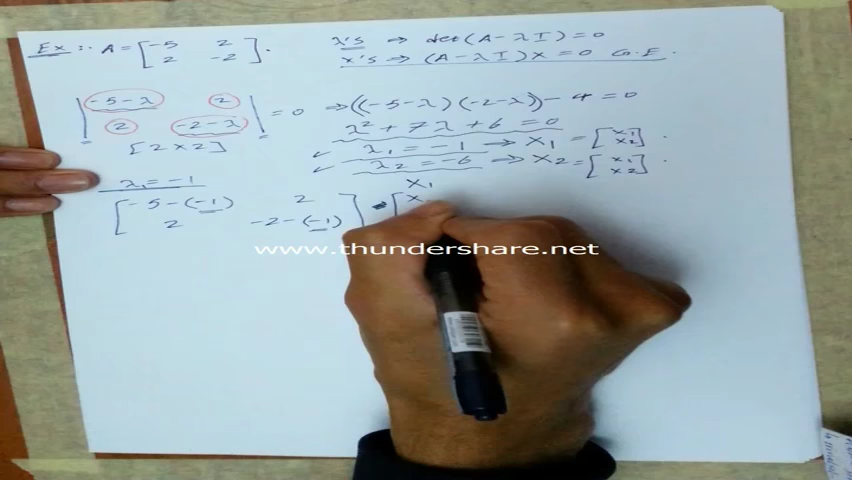 Ex :- A = [ -5 2 ; 2 -2 ] .
λ's ⇒ det (A - λ I) = 0
x's ⇒ (A - λ I) x = 0 G.E.
| -5-λ 2 ; 2 -2-λ | = 0 ⇒ ((-5-λ) (-2-λ)) - 4 = 0
[2 x 2]
λ² + 7λ + 6 = 0
λ1 = -1 → X1 = [ x1 ; x2 ] .
λ2 = -6 → X2 = [ x1 ; x2 ] .
λ1 = -1
X1
[ -5-(-1) 2 ; 2 -2-(-1) ] [ x
www.thundershare.net